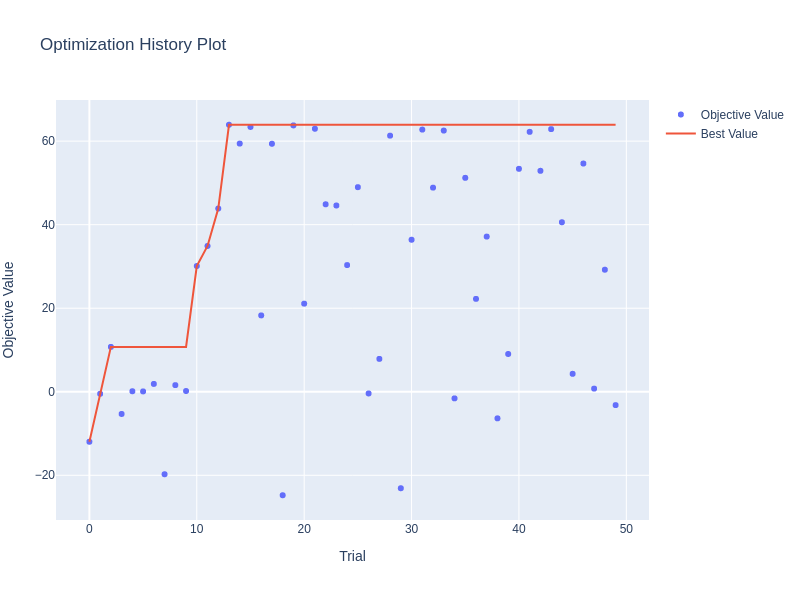 Optimization History Plot
Objective Value
Best Value
60
40
20
0
−20
0 10 20 30 40 50
Trial
Objective Value